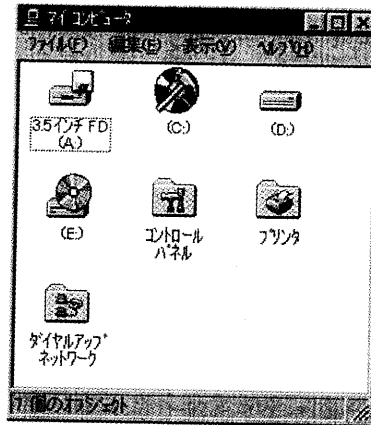 マイ コンピュータ
ファイル(F) 編集(E) 表示(V) ヘルプ(H)
3.5インチ FD
(A:)
(C:)
(D:)
(E:)
コントロール
パネル
プリンタ
ダイヤルアップ
ネットワーク
7 個のオブジェクト